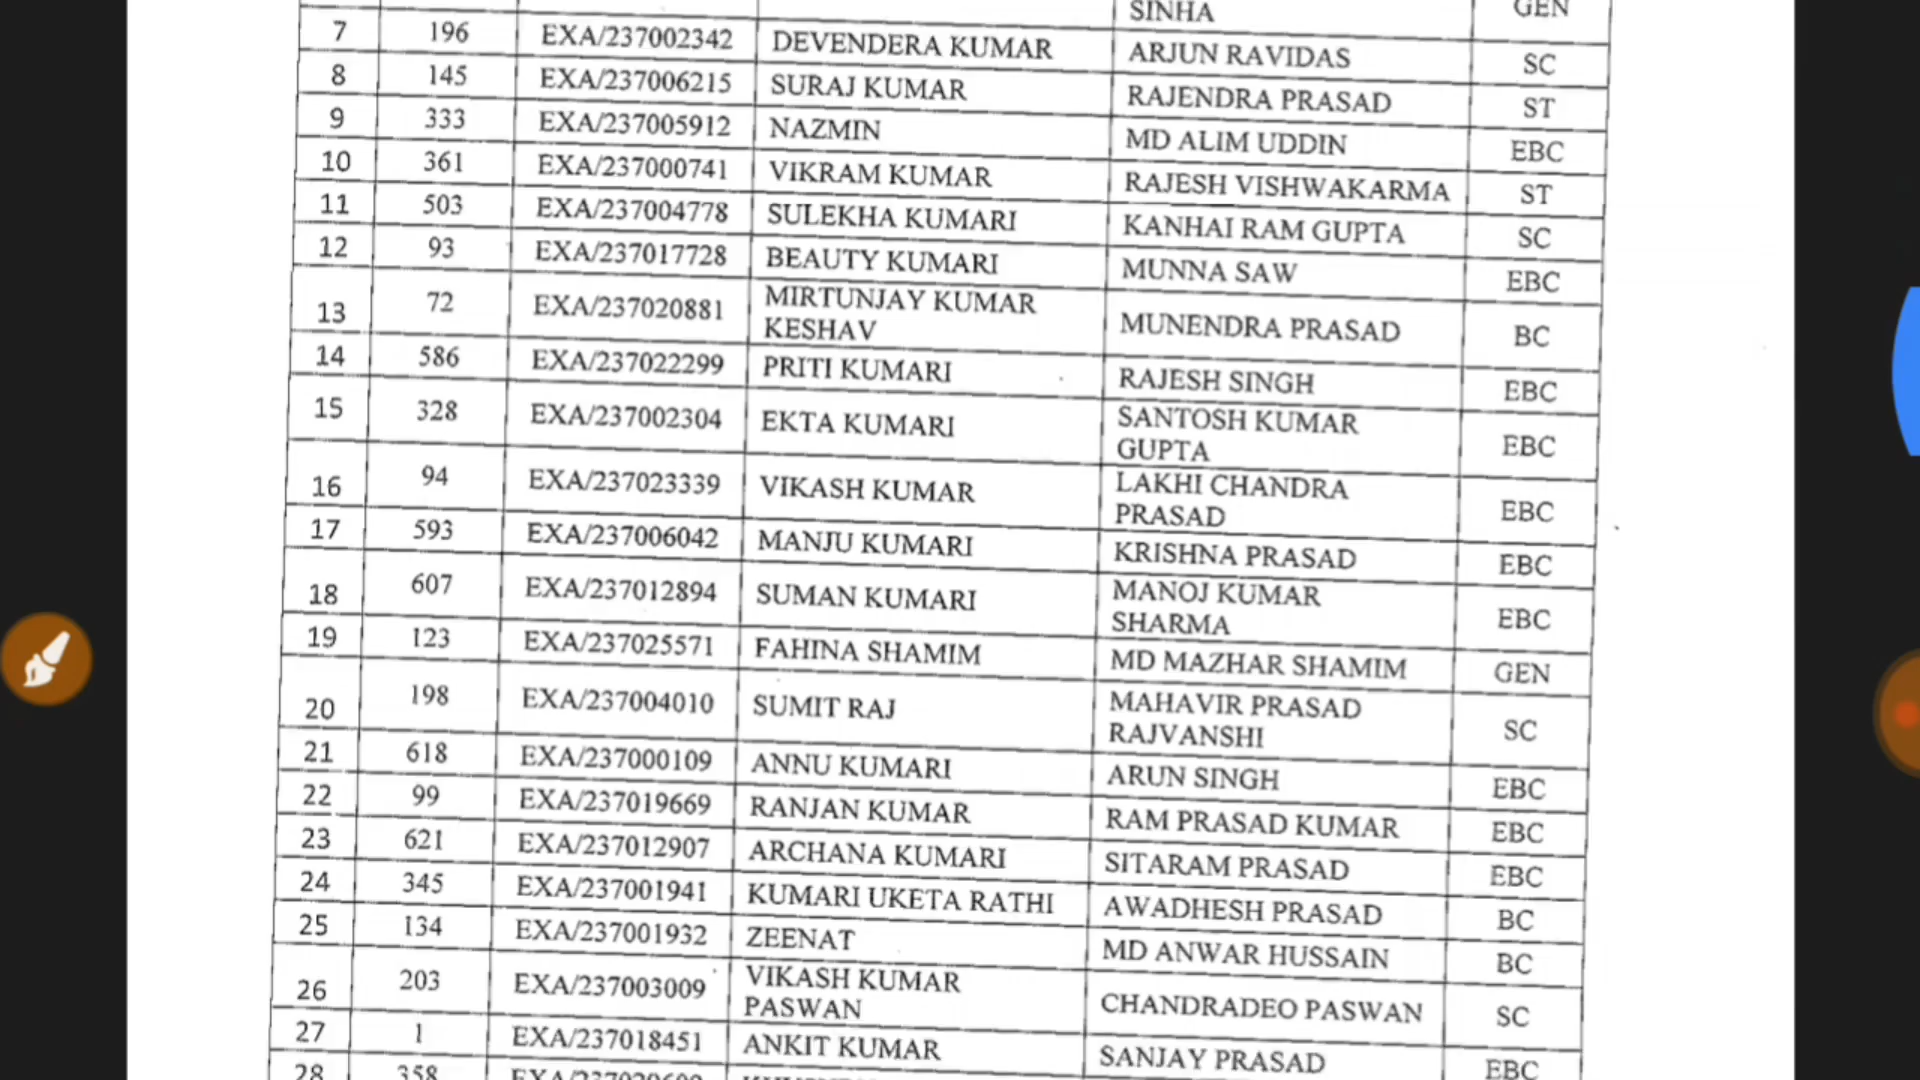 SINHA GEN
7 196 EXA/237002342 DEVENDERA KUMAR ARJUN RAVIDAS SC
8 145 EXA/237006215 SURAJ KUMAR RAJENDRA PRASAD ST
9 333 EXA/237005912 NAZMIN MD ALIM UDDIN EBC
10 361 EXA/237000741 VIKRAM KUMAR RAJESH VISHWAKARMA ST
11 503 EXA/237004778 SULEKHA KUMARI KANHAI RAM GUPTA SC
12 93 EXA/237017728 BEAUTY KUMARI MUNNA SAW EBC
13 72 EXA/237020881 MIRTUNJAY KUMAR
KESHAV MUNENDRA PRASAD BC
14 586 EXA/237022299 PRITI KUMARI RAJESH SINGH EBC
15 328 EXA/237002304 EKTA KUMARI SANTOSH KUMAR
GUPTA EBC
16 94 EXA/237023339 VIKASH KUMAR LAKHI CHANDRA
PRASAD EBC
17 593 EXA/237006042 MANJU KUMARI KRISHNA PRASAD EBC
18 607 EXA/237012894 SUMAN KUMARI MANOJ KUMAR
SHARMA EBC
19 123 EXA/237025571 FAHINA SHAMIM MD MAZHAR SHAMIM GEN
20 198 EXA/237004010 SUMIT RAJ MAHAVIR PRASAD
RAJVANSHI SC
21 618 EXA/237000109 ANNU KUMARI ARUN SINGH EBC
22 99 EXA/237019669 RANJAN KUMAR RAM PRASAD KUMAR EBC
23 621 EXA/237012907 ARCHANA KUMARI SITARAM PRASAD EBC
24 345 EXA/237001941 KUMARI UKETA RATHI AWADHESH PRASAD BC
25 134 EXA/237001932 ZEENAT MD ANWAR HUSSAIN BC
26 203 EXA/237003009 VIKASH KUMAR
PASWAN CHANDRADEO PASWAN SC
27 1 EXA/237018451 ANKIT KUMAR SANJAY PRASAD EBC
28 358